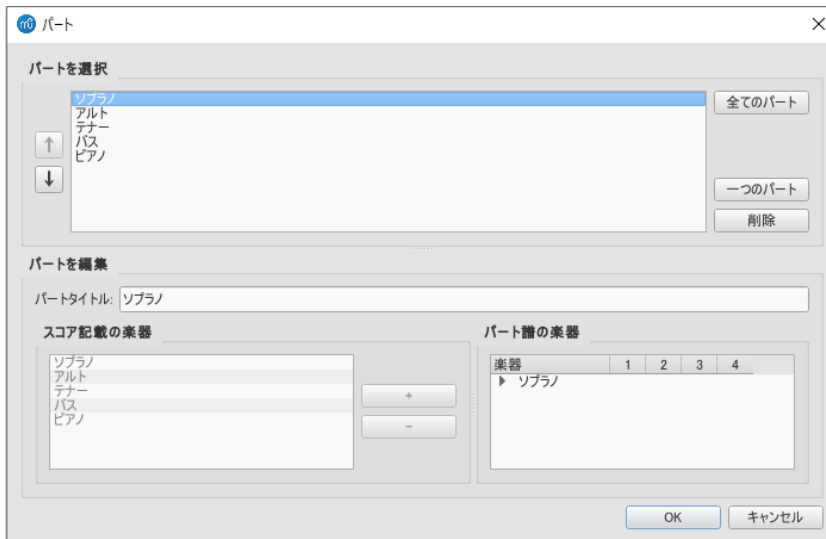 パート
パートを選択
ソプラノ
アルト
テナー
バス
ピアノ
全てのパート
一つのパート
削除
パートを編集
パートタイトル: ソプラノ
スコア記載の楽器
ソプラノ
アルト
テナー
バス
ピアノ
+
-
パート譜の楽器
楽器 1 2 3 4
ソプラノ
OK キャンセル